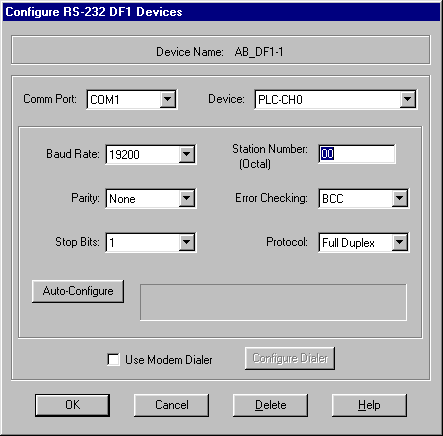 Configure RS-232 DF1 Devices
Device Name: AB_DF1-1
Comm Port: COM1 Device: PLC-CH0
Baud Rate: 19200 Station Number: 00
(Octal)
Parity: None Error Checking: BCC
Stop Bits: 1 Protocol: Full Duplex
Auto-Configure
Use Modem Dialer Configure Dialer
OK Cancel Delete Help